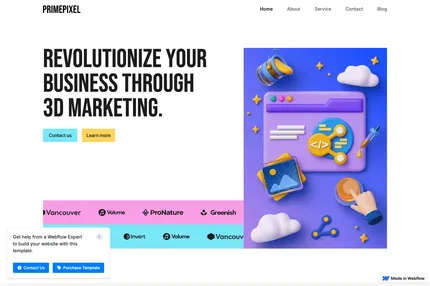 PRIMEPIXEL
Home About Service Contact Blog
REVOLUTIONIZE YOUR
BUSINESS THROUGH
3D MARKETING.
Contact us Learn more
Vancouver Volume ProNature Greenish
Invert Volume Vancouver
Get help from a Webflow Expert
to build your website with this
template.
Contact Us Purchase Template
Made in Webflow